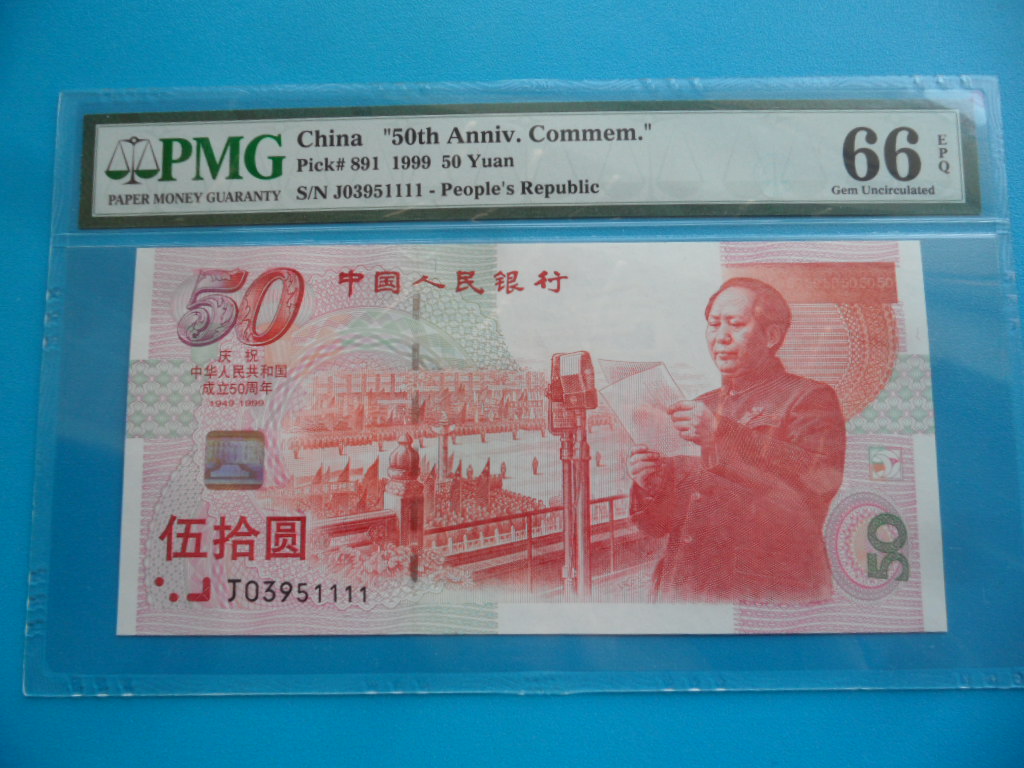 PMG
PAPER MONEY GUARANTY
China "50th Anniv. Commem."
Pick# 891 1999 50 Yuan
S/N J03951111 - People's Republic
66 EPQ
Gem Uncirculated
50
中国人民银行
庆祝
中华人民共和国
成立50周年
1949-1999
伍拾圆
J03951111
50